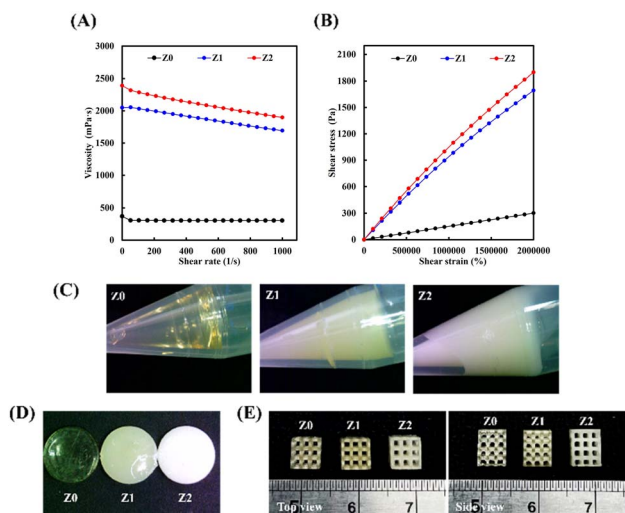 (A)
Z0 Z1 Z2
3000
2500
2000
1500
1000
500
0
Viscosity (mPa·s)
0 200 400 600 800 1000
Shear rate (1/s)
(B)
Z0 Z1 Z2
2100
1800
1500
1200
900
600
300
0
Shear stress (Pa)
0 500000 1000000 1500000 2000000
Shear strain (%)
(C)
Z0
Z1
Z2
(D)
Z0 Z1 Z2
(E)
Z0 Z1 Z2
5 6 7
Top view
Z0 Z1 Z2
5 6 7
Side view